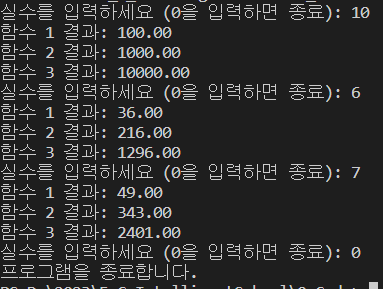 실수를 입력하세요 (0을 입력하면 종료): 10
함수 1 결과: 100.00
함수 2 결과: 1000.00
함수 3 결과: 10000.00
실수를 입력하세요 (0을 입력하면 종료): 6
함수 1 결과: 36.00
함수 2 결과: 216.00
함수 3 결과: 1296.00
실수를 입력하세요 (0을 입력하면 종료): 7
함수 1 결과: 49.00
함수 2 결과: 343.00
함수 3 결과: 2401.00
실수를 입력하세요 (0을 입력하면 종료): 0
프로그램을 종료합니다.